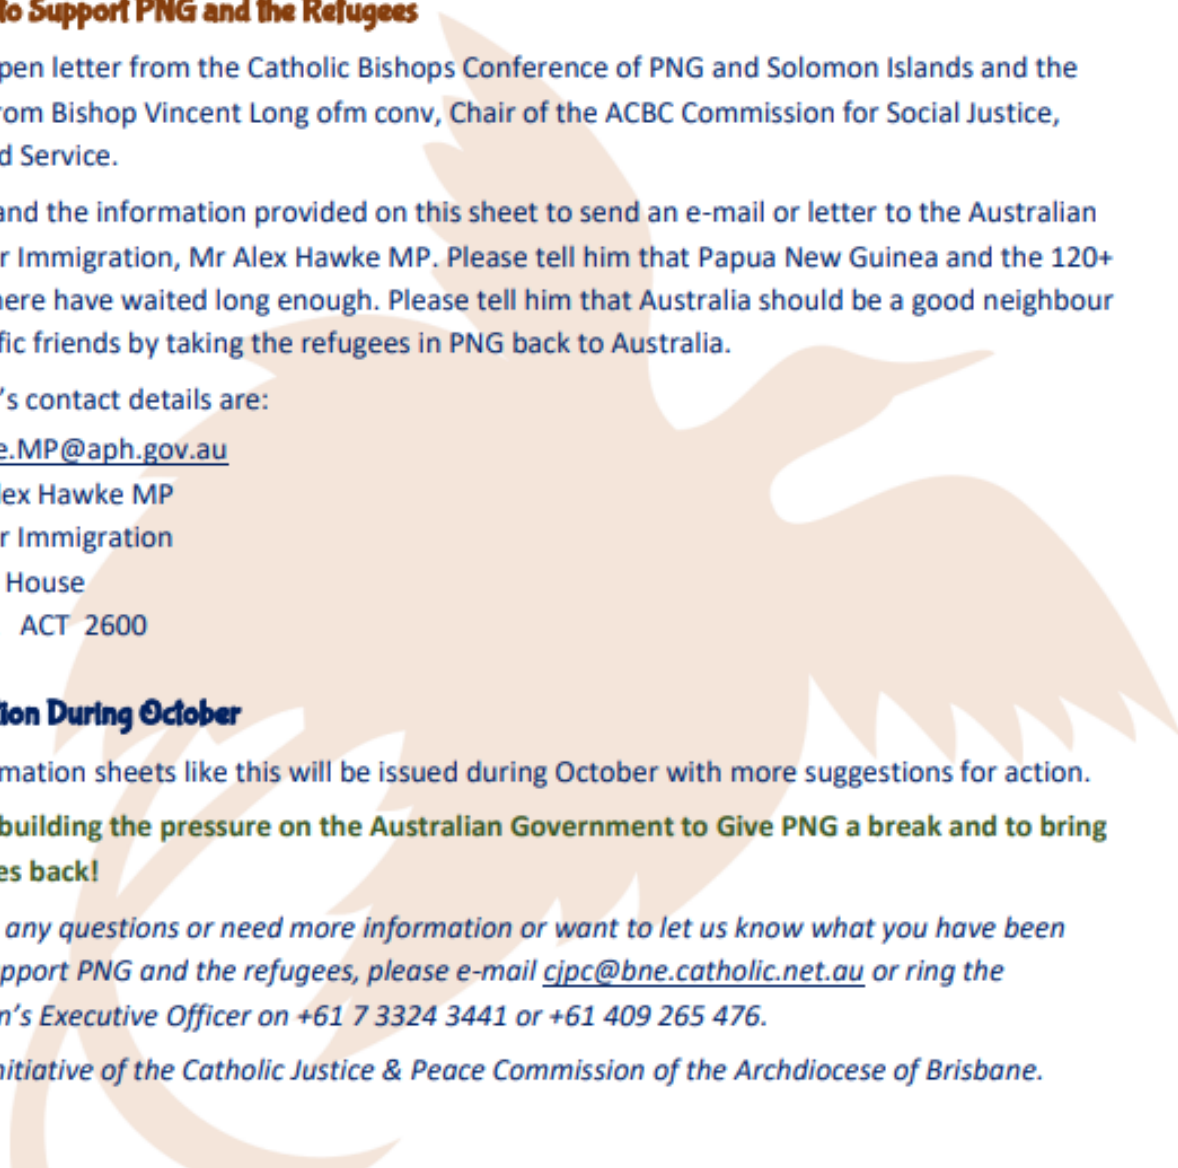 to Support PNG and the Refugees
pen letter from the Catholic Bishops Conference of PNG and Solomon Islands and the
rom Bishop Vincent Long ofm conv, Chair of the ACBC Commission for Social Justice,
d Service.
and the information provided on this sheet to send an e-mail or letter to the Australian
r Immigration, Mr Alex Hawke MP. Please tell him that Papua New Guinea and the 120+
here have waited long enough. Please tell him that Australia should be a good neighbour
fic friends by taking the refugees in PNG back to Australia.
's contact details are:
e.MP@aph.gov.au
lex Hawke MP
r Immigration
House
ACT 2600
tion During October
mation sheets like this will be issued during October with more suggestions for action.
building the pressure on the Australian Government to Give PNG a break and to bring
es back!
any questions or need more information or want to let us know what you have been
pport PNG and the refugees, please e-mail cjpc@bne.catholic.net.au or ring the
n's Executive Officer on +61 7 3324 3441 or +61 409 265 476.
nitiative of the Catholic Justice & Peace Commission of the Archdiocese of Brisbane.